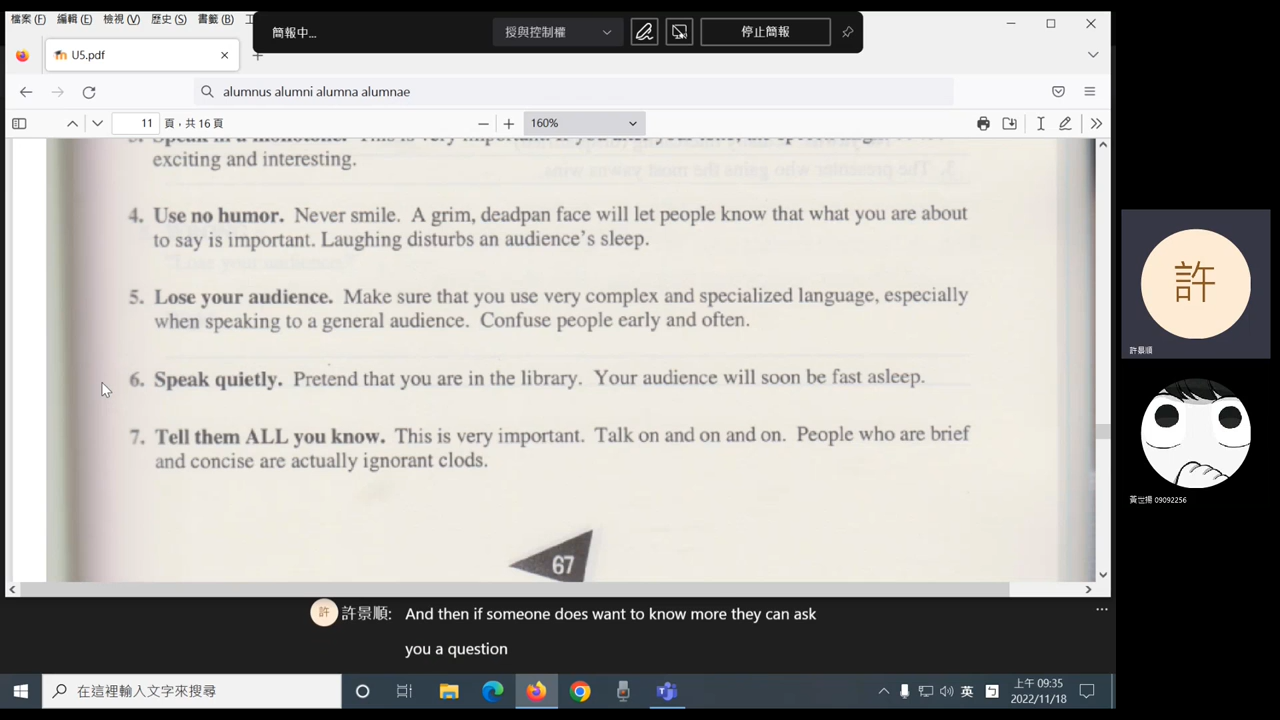 檔案(F) 編輯(E) 檢視(V) 歷史(S) 書籤(B)
簡報中...
授與控制權
停止簡報
U5.pdf
alumnus alumni alumna alumnae
11 頁，共 16 頁
160%
exciting and interesting.
4. Use no humor. Never smile. A grim, deadpan face will let people know that what you are about
to say is important. Laughing disturbs an audience's sleep.
5. Lose your audience. Make sure that you use very complex and specialized language, especially
when speaking to a general audience. Confuse people early and often.
6. Speak quietly. Pretend that you are in the library. Your audience will soon be fast asleep.
7. Tell them ALL you know. This is very important. Talk on and on and on. People who are brief
and concise are actually ignorant clods.
67
許
許景順
黃世揚 09092256
許 許景順: And then if someone does want to know more they can ask
you a question
在這裡輸入文字來搜尋
英
上午 09:35
2022/11/18